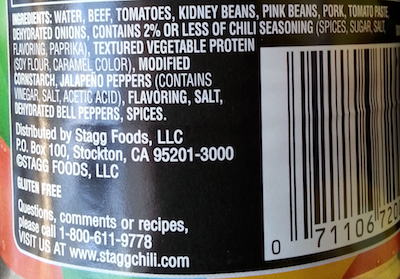 INGREDIENTS: WATER, BEEF, TOMATOES, KIDNEY BEANS, PINK BEANS, PORK, TOMATO PASTE,
DEHYDRATED ONIONS, CONTAINS 2% OR LESS OF CHILI SEASONING (SPICES, SUGAR, SALT,
FLAVORING, PAPRIKA), TEXTURED VEGETABLE PROTEIN
(SOY FLOUR, CARAMEL COLOR), MODIFIED
CORNSTARCH, JALAPEÑO PEPPERS (CONTAINS
VINEGAR, SALT, ACETIC ACID), FLAVORING, SALT,
DEHYDRATED BELL PEPPERS, SPICES.
Distributed by Stagg Foods, LLC
P.O. Box 100, Stockton, CA 95201-3000
©STAGG FOODS, LLC
GLUTEN FREE
Questions, comments or recipes,
please call 1-800-611-9778
VISIT US AT www.staggchili.com
0 71106 720